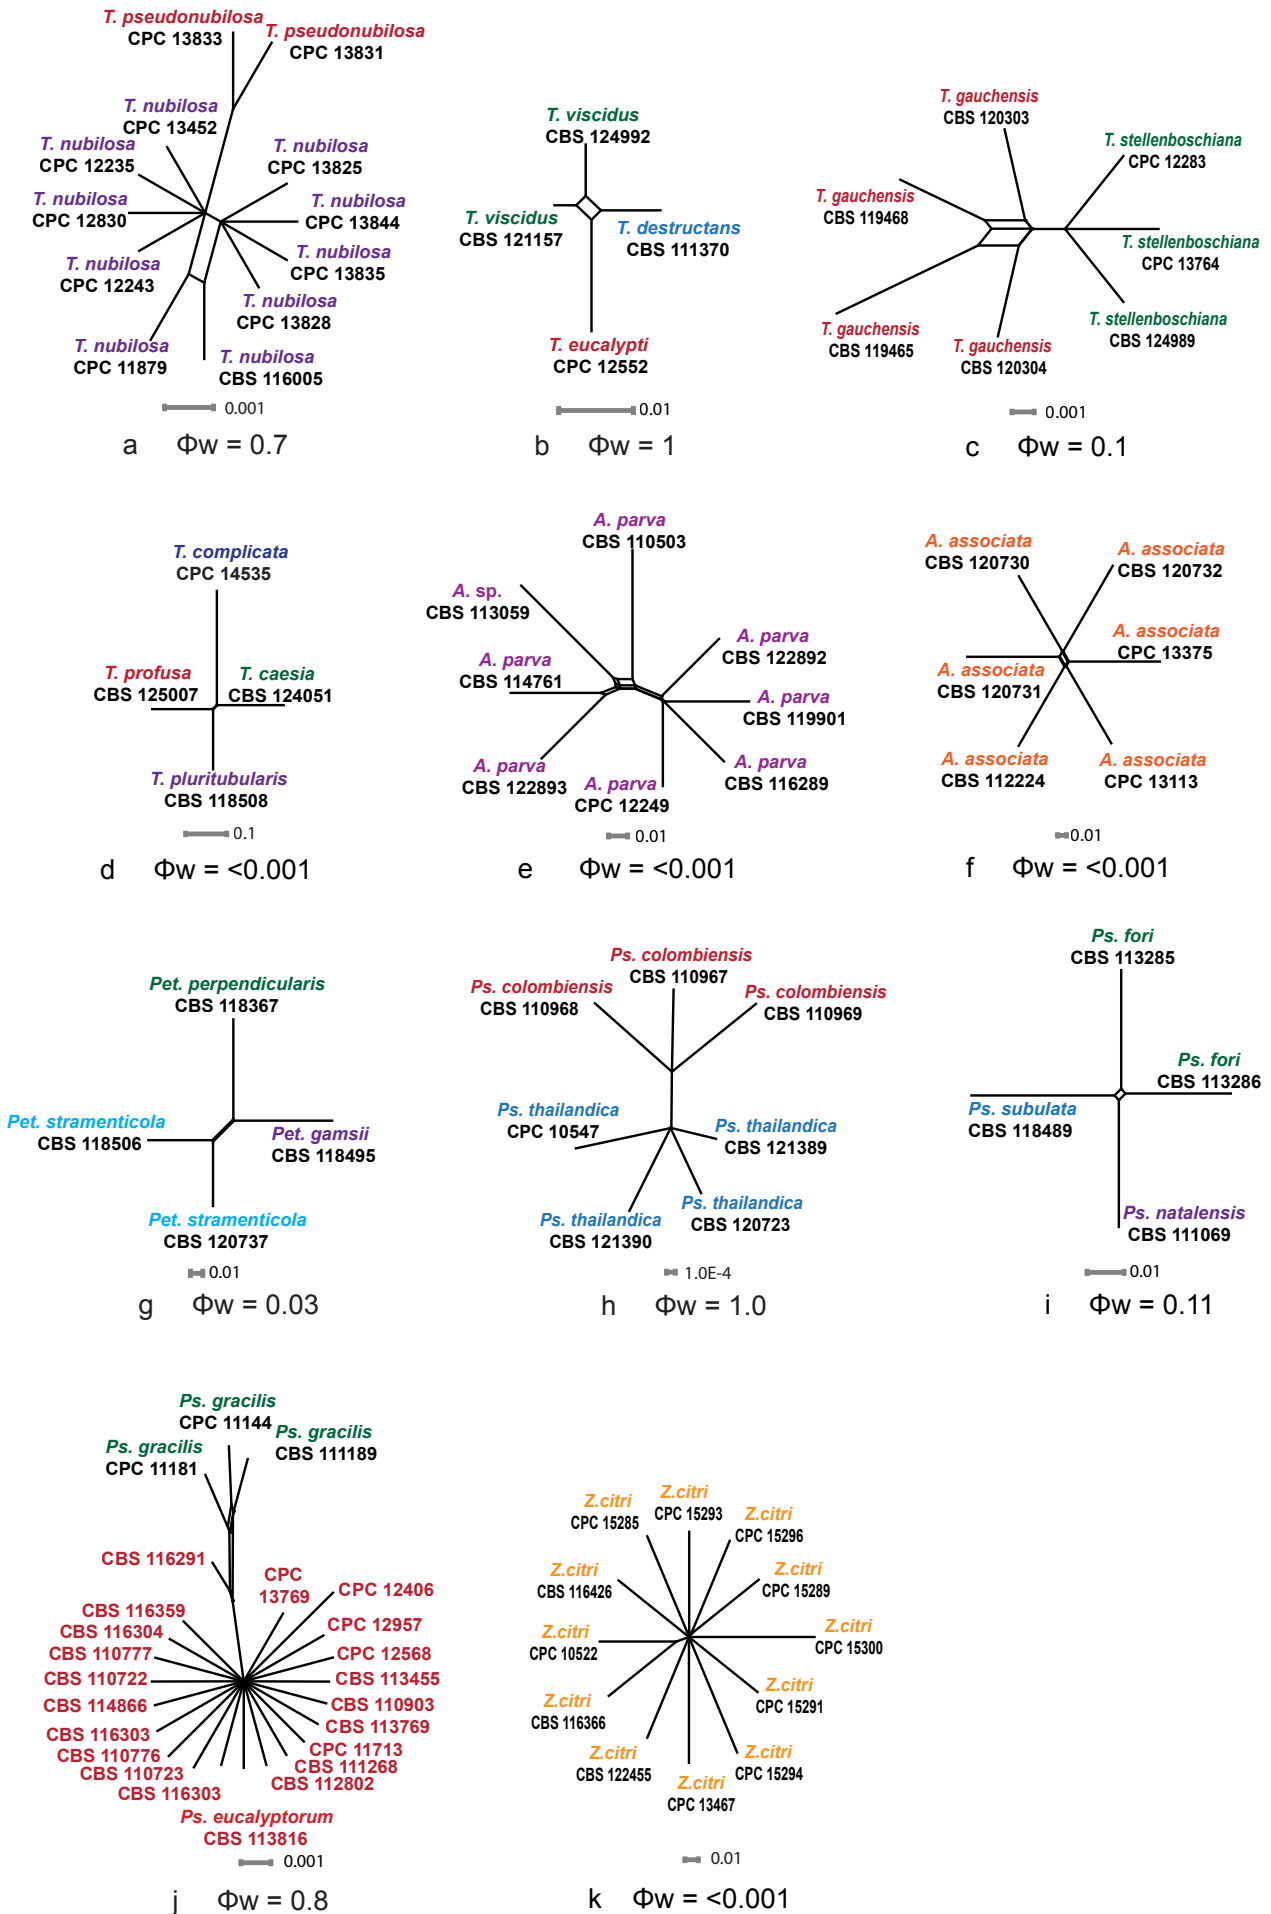 T. pseudonubilosa
CPC 13833
T. pseudonubilosa
CPC 13831
T. nubilosa
CPC 13452
T. nubilosa
CPC 12235
T. nubilosa
CPC 13825
T. nubilosa
CPC 12830
T. nubilosa
CPC 13844
T. nubilosa
CPC 12243
T. nubilosa
CPC 13835
T. nubilosa
CPC 13828
T. nubilosa
CPC 11879
T. nubilosa
CBS 116005
0.001
a Φw = 0.7
T. viscidus
CBS 124992
T. viscidus
CBS 121157
T. destructans
CBS 111370
T. eucalypti
CPC 12552
0.01
b Φw = 1
T. gauchensis
CBS 120303
T. stellenboschiana
CPC 12283
T. gauchensis
CBS 119468
T. stellenboschiana
CPC 13764
T. gauchensis
CBS 119465
T. gauchensis
CBS 120304
T. stellenboschiana
CBS 124989
0.001
c Φw = 0.1
T. complicata
CPC 14535
T. profusa
CBS 125007
T. caesia
CBS 124051
T. pluritubularis
CBS 118508
0.1
d Φw = <0.001
A. parva
CBS 110503
A. sp.
CBS 113059
A. parva
CBS 122892
A. parva
CBS 114761
A. parva
CBS 119901
A. parva
CBS 122893
A. parva
CPC 12249
A. parva
CBS 116289
0.01
e Φw = <0.001
A. associata
CBS 120730
A. associata
CBS 120732
A. associata
CPC 13375
A. associata
CBS 120731
A. associata
CBS 112224
A. associata
CPC 13113
0.01
f Φw = <0.001
Pet. perpendicularis
CBS 118367
Pet. stramenticola
CBS 118506
Pet. gamsii
CBS 118495
Pet. stramenticola
CBS 120737
0.01
g Φw = 0.03
Ps. colombiensis
CBS 110967
Ps. colombiensis
CBS 110968
Ps. colombiensis
CBS 110969
Ps. thailandica
CPC 10547
Ps. thailandica
CBS 121389
Ps. thailandica
CBS 121390
Ps. thailandica
CBS 120723
1.0E-4
h Φw = 1.0
Ps. fori
CBS 113285
Ps. fori
CBS 113286
Ps. subulata
CBS 118489
Ps. natalensis
CBS 111069
0.01
i Φw = 0.11
Ps. gracilis
CPC 11144
Ps. gracilis
CBS 111189
Ps. gracilis
CPC 11181
CBS 116291
CPC
13769
CPC 12406
CBS 116359
CPC 12957
CBS 116304
CBS 110777
CPC 12568
CBS 110722
CBS 113455
CBS 114866
CBS 110903
CBS 116303
CBS 113769
CBS 110776
CPC 11713
CBS 110723
CBS 111268
CBS 116303
CBS 112802
Ps. eucalyptorum
CBS 113816
0.001
j Φw = 0.8
Z.citri
CPC 15293
Z.citri
CPC 15285
Z.citri
CPC 15296
Z.citri
CBS 116426
Z.citri
CPC 15289
Z.citri
CPC 10522
Z.citri
CPC 15300
Z.citri
CBS 116366
Z.citri
CPC 15291
Z.citri
CBS 122455
Z.citri
CPC 15294
Z.citri
CPC 13467
0.01
k Φw = <0.001